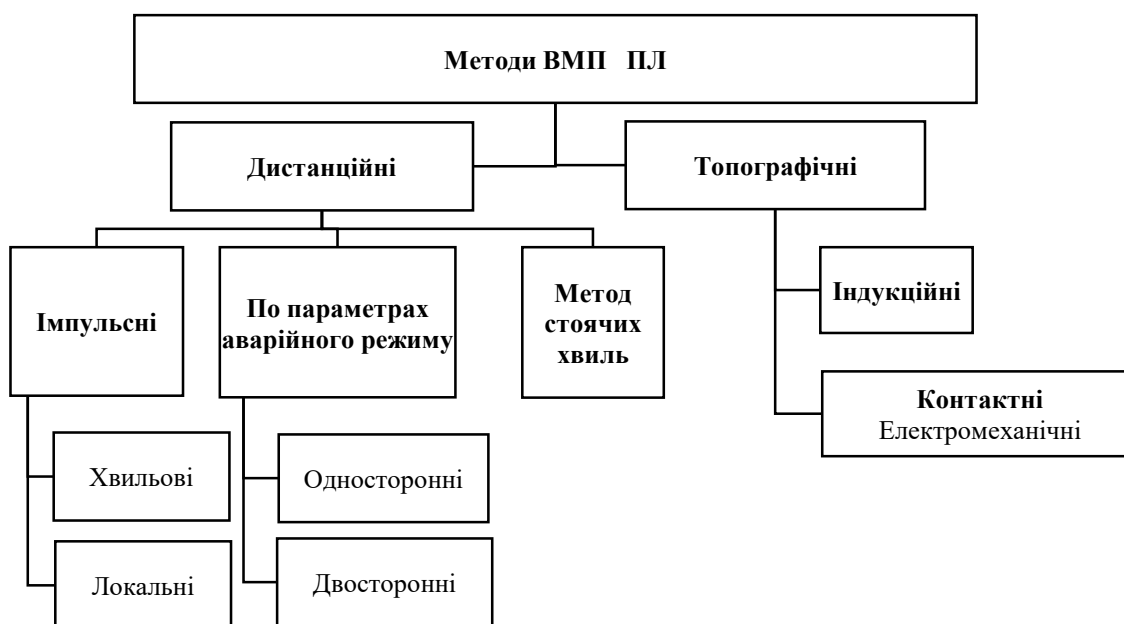 Методи ВМП ПЛ
Дистанційні
Топографічні
Імпульсні
По параметрах
аварійного режиму
Метод
стоячих
хвиль
Індукційні
Контактні
Електромеханічні
Хвильові
Односторонні
Локальні
Двосторонні